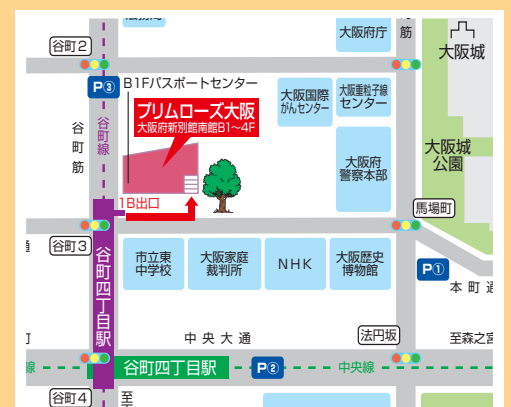 大阪府庁
筋
大阪城
谷町2
P③
B1Fパスポートセンター
プリムローズ大阪
大阪府新別館南館B1〜4F
大阪国際
がんセンター
大阪重粒子線
センター
谷町筋
谷町線
大阪府
警察本部
大阪城
公園
1B出口
馬場町
通
谷町3
谷町四丁目駅
市立東
中学校
大阪家庭
裁判所
NHK
大阪歴史
博物館
P①
本町通
中央大通
法円坂
至森之宮
線
谷町四丁目駅
P②
中央線
谷町4
至